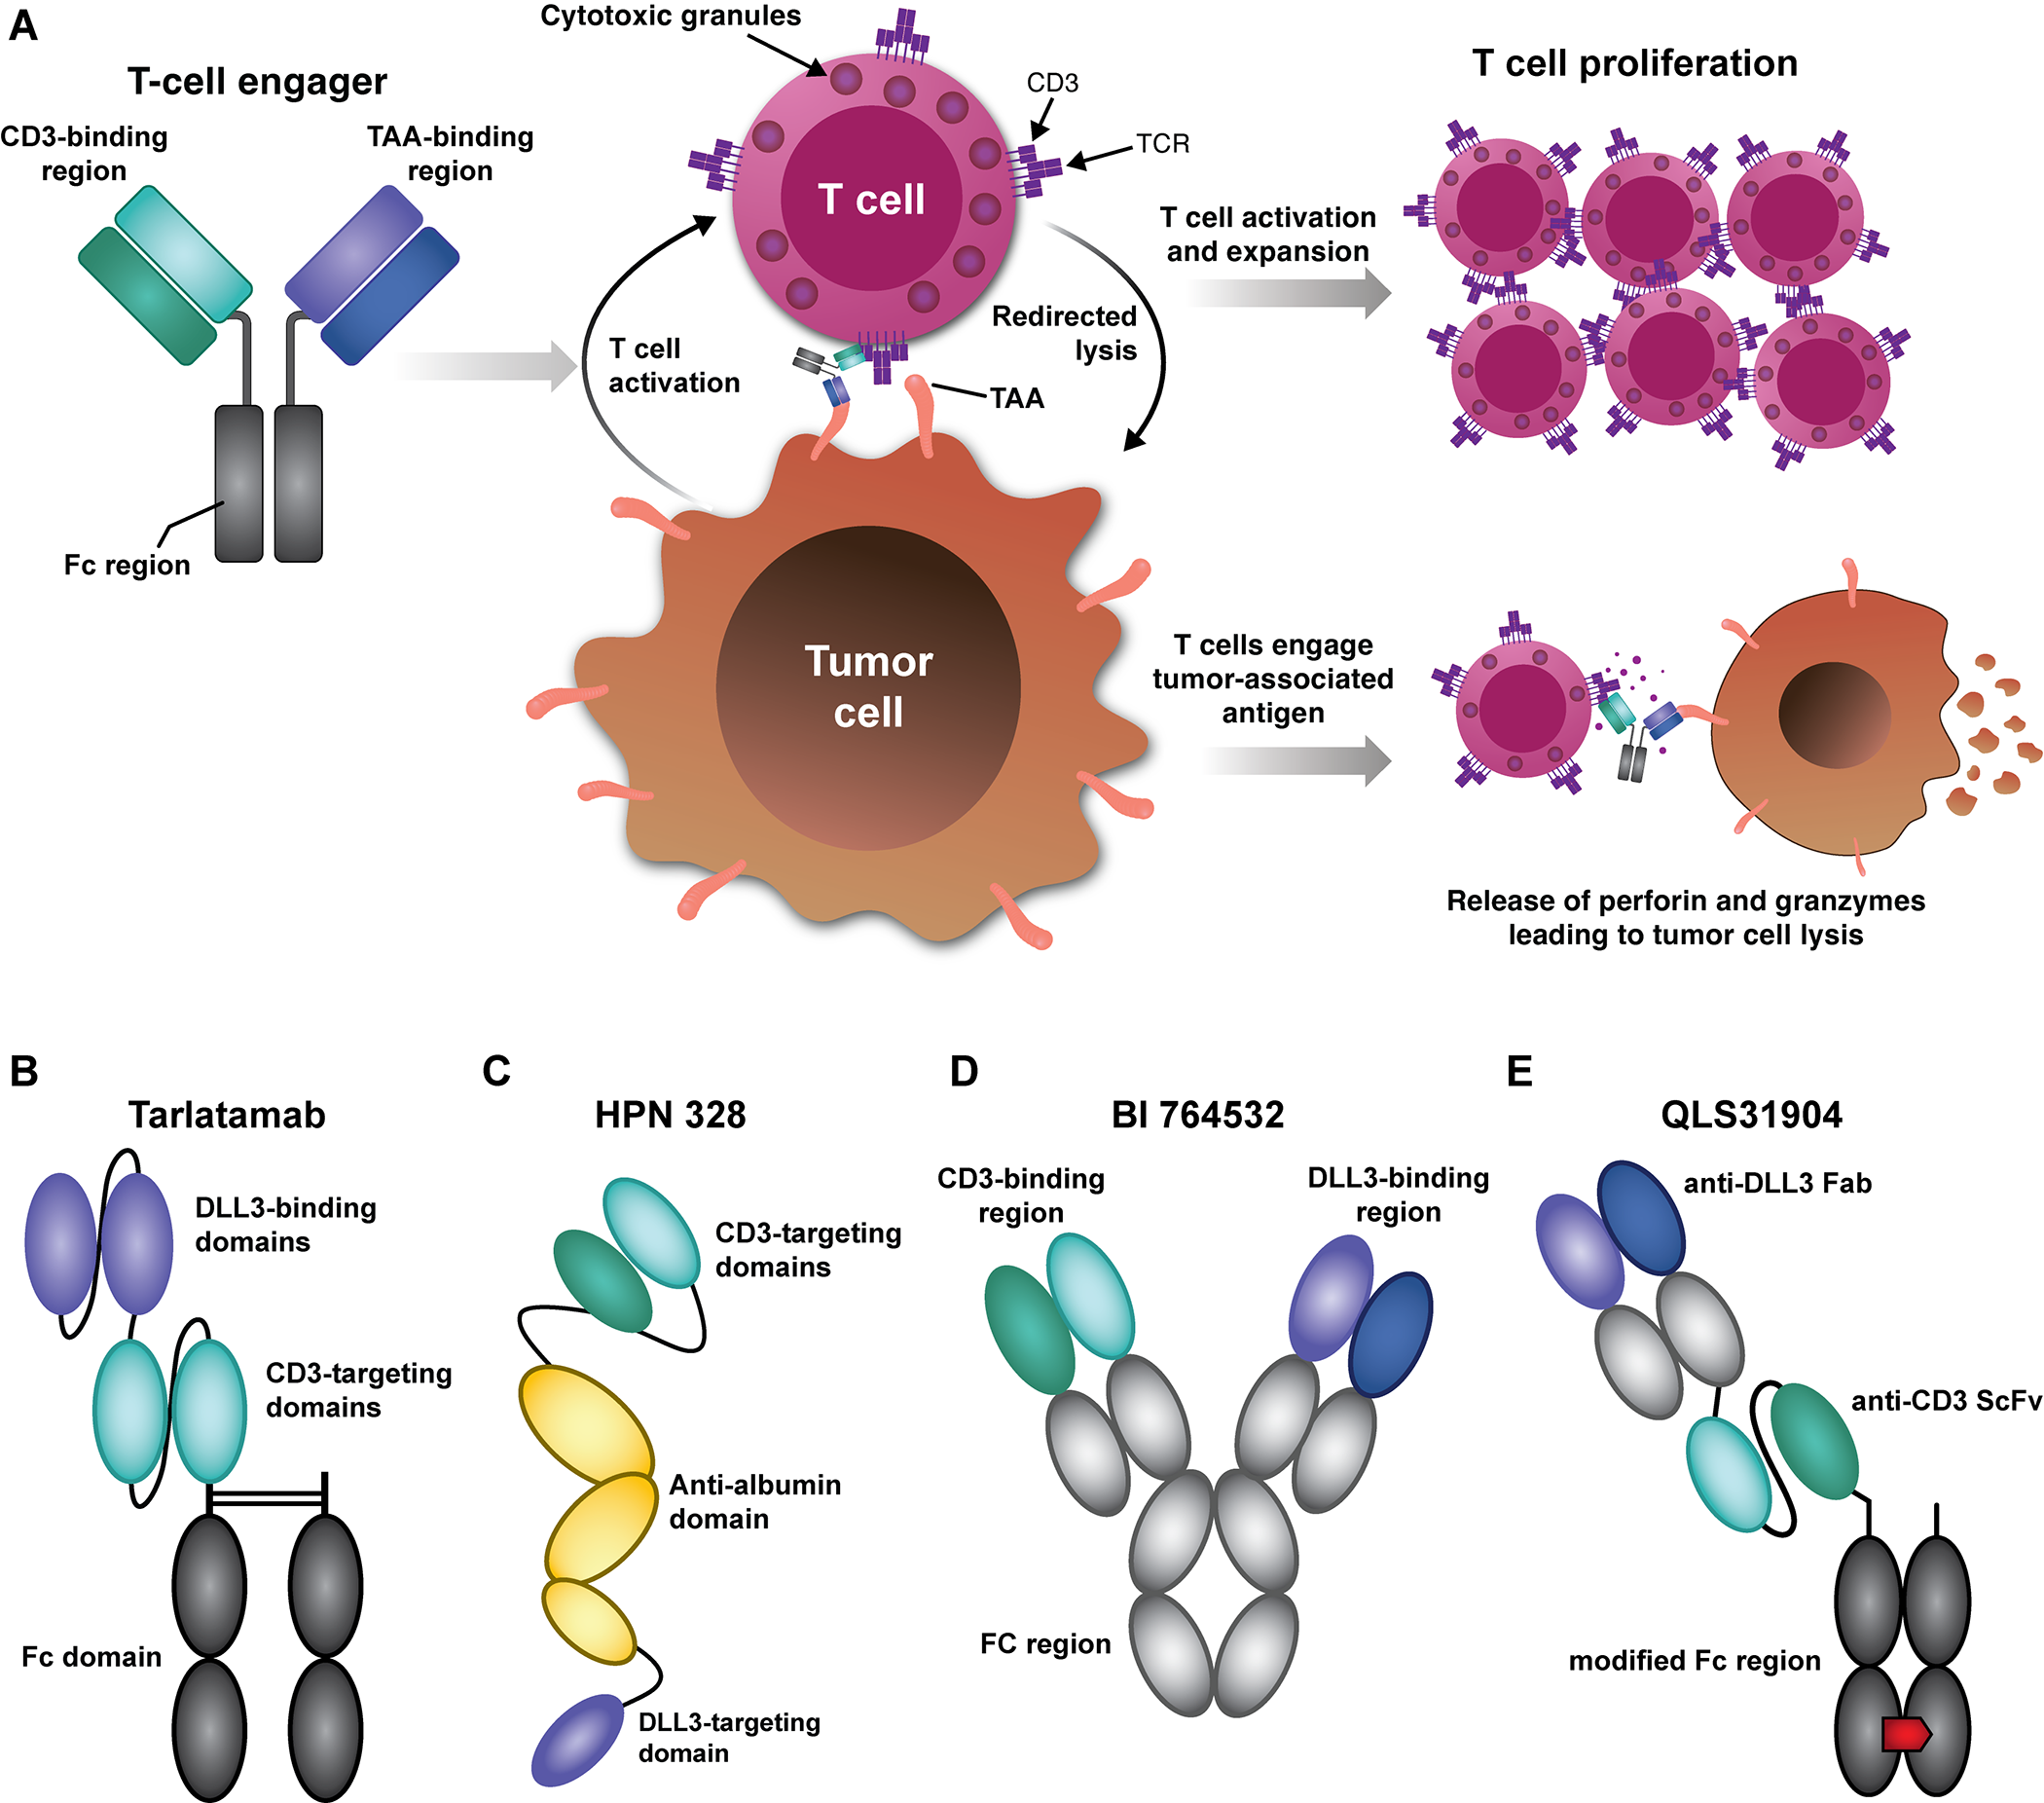 A
T-cell engager
CD3-binding
region
TAA-binding
region
Fc region
Cytotoxic granules
CD3
TCR
T cell
T cell
activation
Redirected
lysis
TAA
Tumor
cell
T cell activation
and expansion
T cell proliferation
T cells engage
tumor-associated
antigen
Release of perforin and granzymes
leading to tumor cell lysis
B
Tarlatamab
DLL3-binding
domains
CD3-targeting
domains
Fc domain
C
HPN 328
CD3-targeting
domains
Anti-albumin
domain
DLL3-targeting
domain
D
BI 764532
CD3-binding
region
DLL3-binding
region
FC region
E
QLS31904
anti-DLL3 Fab
anti-CD3 ScFv
modified Fc region